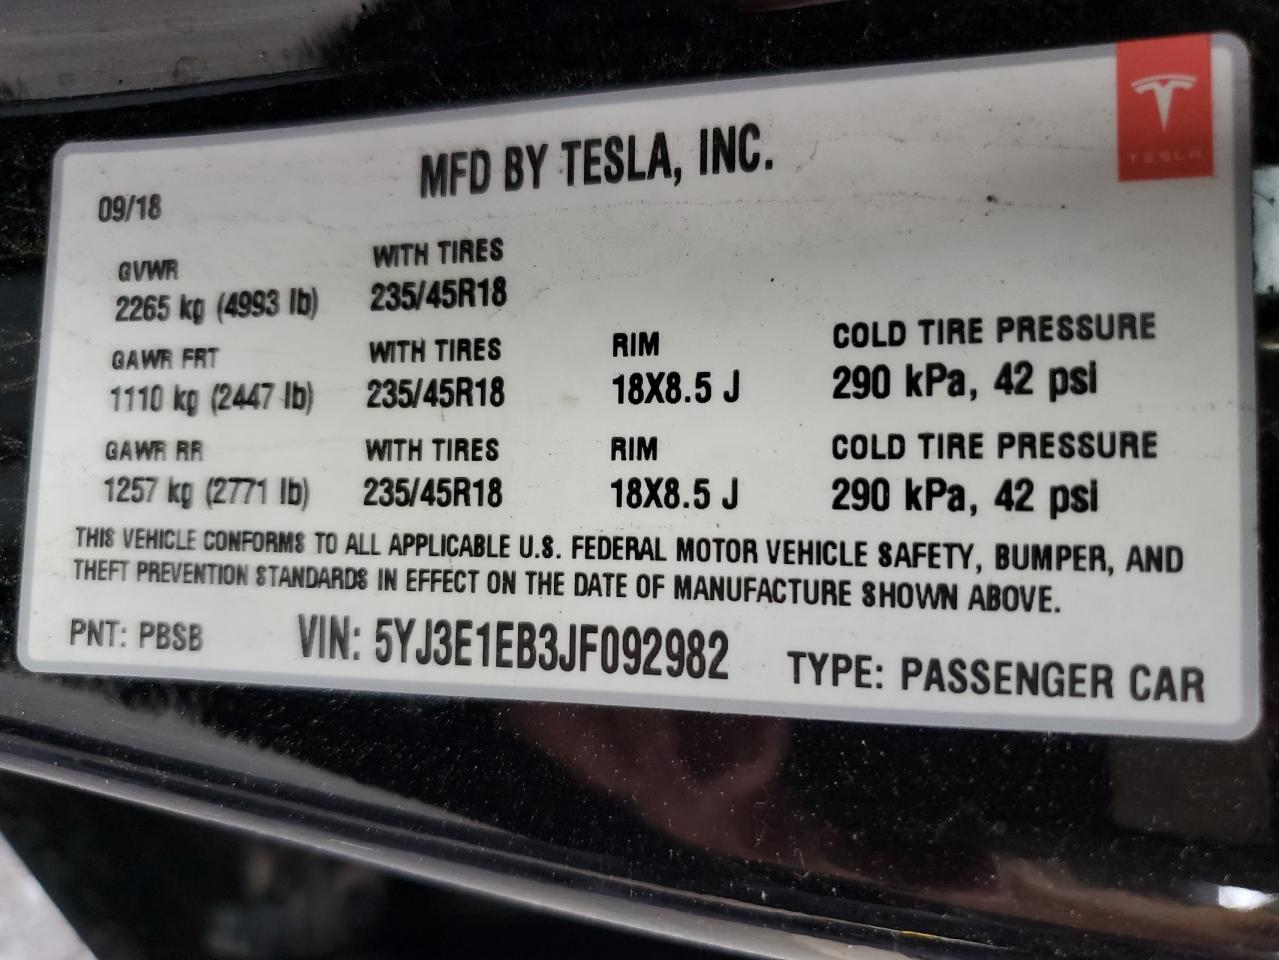 TESLA
MFD BY TESLA, INC.
09/18
GVWR WITH TIRES
2265 kg (4993 lb) 235/45R18
GAWR FRT WITH TIRES RIM COLD TIRE PRESSURE
1110 kg (2447 lb) 235/45R18 18X8.5 J 290 kPa, 42 psi
GAWR RR WITH TIRES RIM COLD TIRE PRESSURE
1257 kg (2771 lb) 235/45R18 18X8.5 J 290 kPa, 42 psi
THIS VEHICLE CONFORMS TO ALL APPLICABLE U.S. FEDERAL MOTOR VEHICLE SAFETY, BUMPER, AND
THEFT PREVENTION STANDARDS IN EFFECT ON THE DATE OF MANUFACTURE SHOWN ABOVE.
PNT: PBSB VIN: 5YJ3E1EB3JF092982 TYPE: PASSENGER CAR